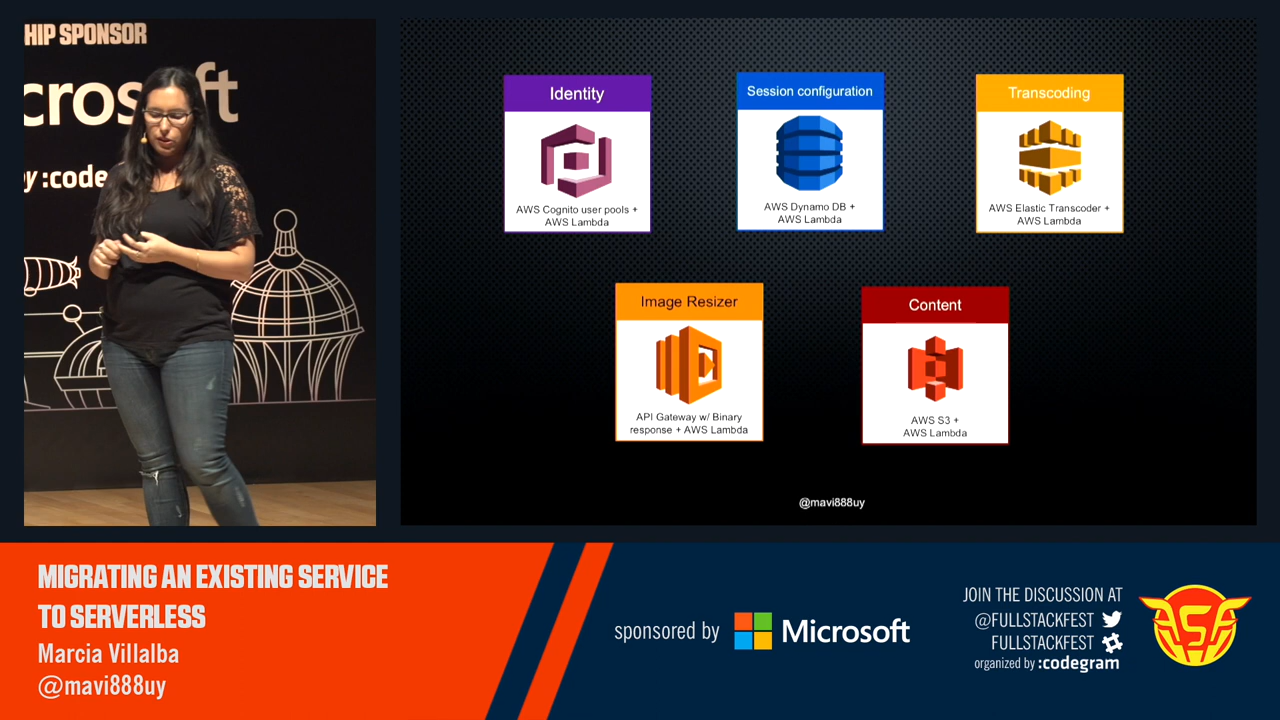 HIP SPONSOR
crosoft
by :code
Identity
AWS Cognito user pools +
AWS Lambda
Session configuration
AWS Dynamo DB +
AWS Lambda
Transcoding
AWS Elastic Transcoder +
AWS Lambda
Image Resizer
API Gateway w/ Binary
response + AWS Lambda
Content
AWS S3 +
AWS Lambda
@mavi888uy
MIGRATING AN EXISTING SERVICE
TO SERVERLESS
Marcia Villalba
@mavi888uy
sponsored by Microsoft
JOIN THE DISCUSSION AT
@FULLSTACKFEST
FULLSTACKFEST
organized by :codegram
FSF